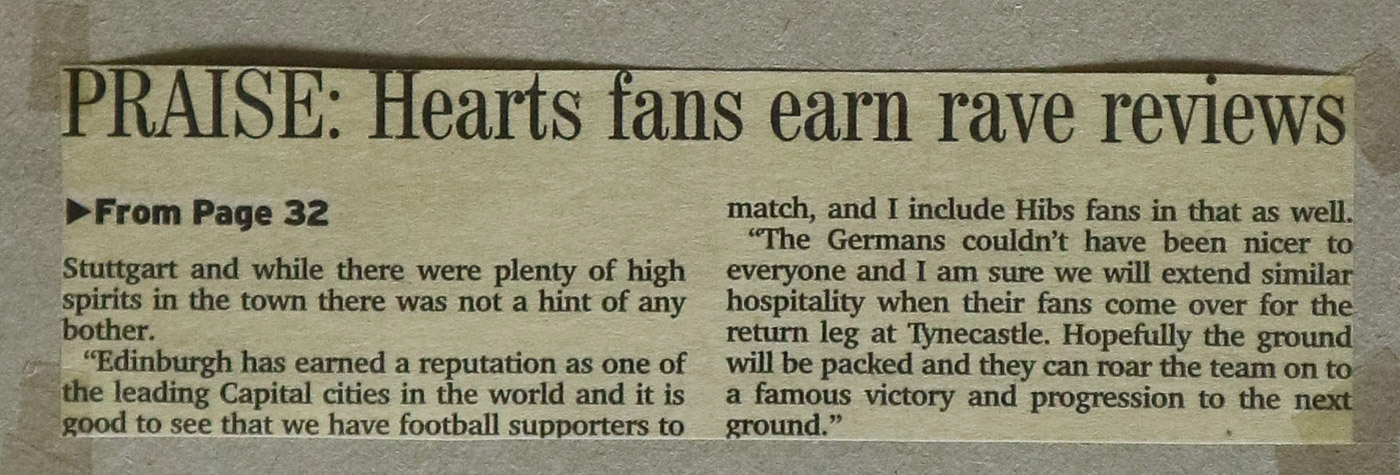 PRAISE: Hearts fans earn rave reviews
▶From Page 32
Stuttgart and while there were plenty of high
spirits in the town there was not a hint of any
bother.
“Edinburgh has earned a reputation as one of
the leading Capital cities in the world and it is
good to see that we have football supporters to
match, and I include Hibs fans in that as well.
“The Germans couldn’t have been nicer to
everyone and I am sure we will extend similar
hospitality when their fans come over for the
return leg at Tynecastle. Hopefully the ground
will be packed and they can roar the team on to
a famous victory and progression to the next
ground.”